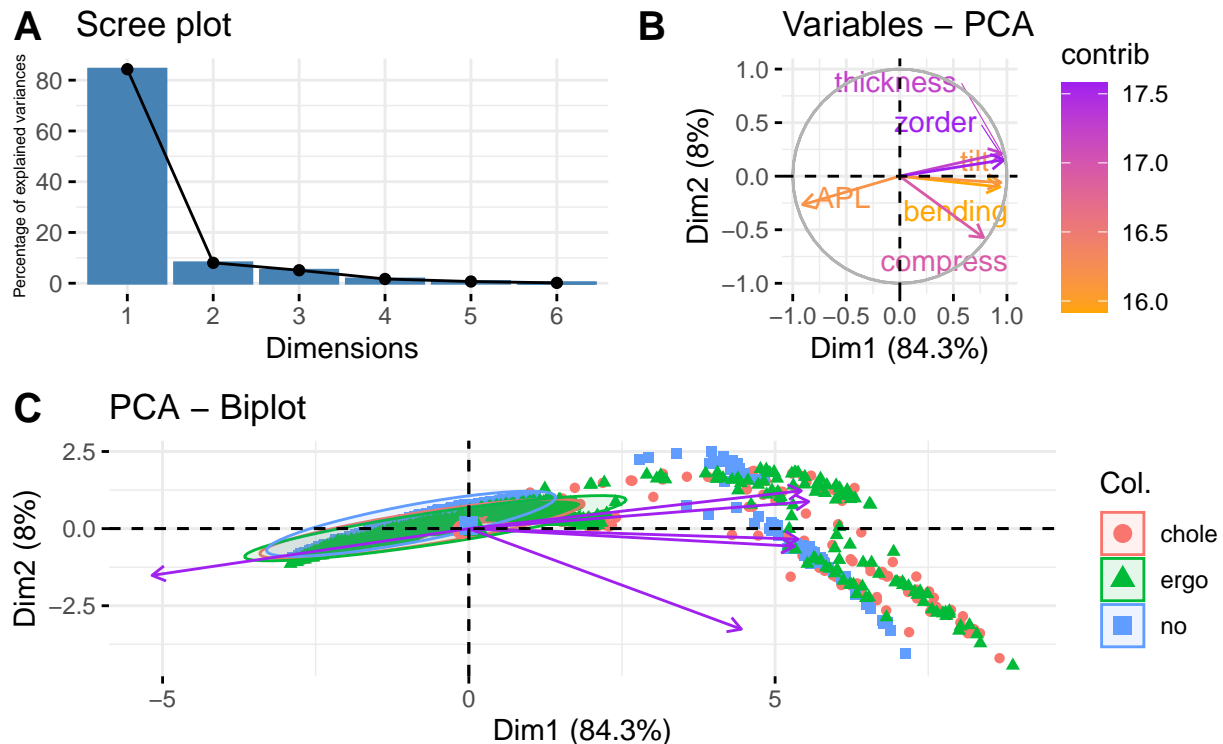 A Scree plot
Percentage of explained variances
80
60
40
20
0
1 2 3 4 5 6
Dimensions
B Variables – PCA
Dim2 (8%)
1.0
0.5
0.0
−0.5
−1.0
thickness
zorder
tilt
APL
bending
compress
−1.0 −0.5 0.0 0.5 1.0
Dim1 (84.3%)
contrib
17.5
17.0
16.5
16.0
C PCA – Biplot
Dim2 (8%)
2.5
0.0
−2.5
−5 0 5
Dim1 (84.3%)
Col.
chole
ergo
no